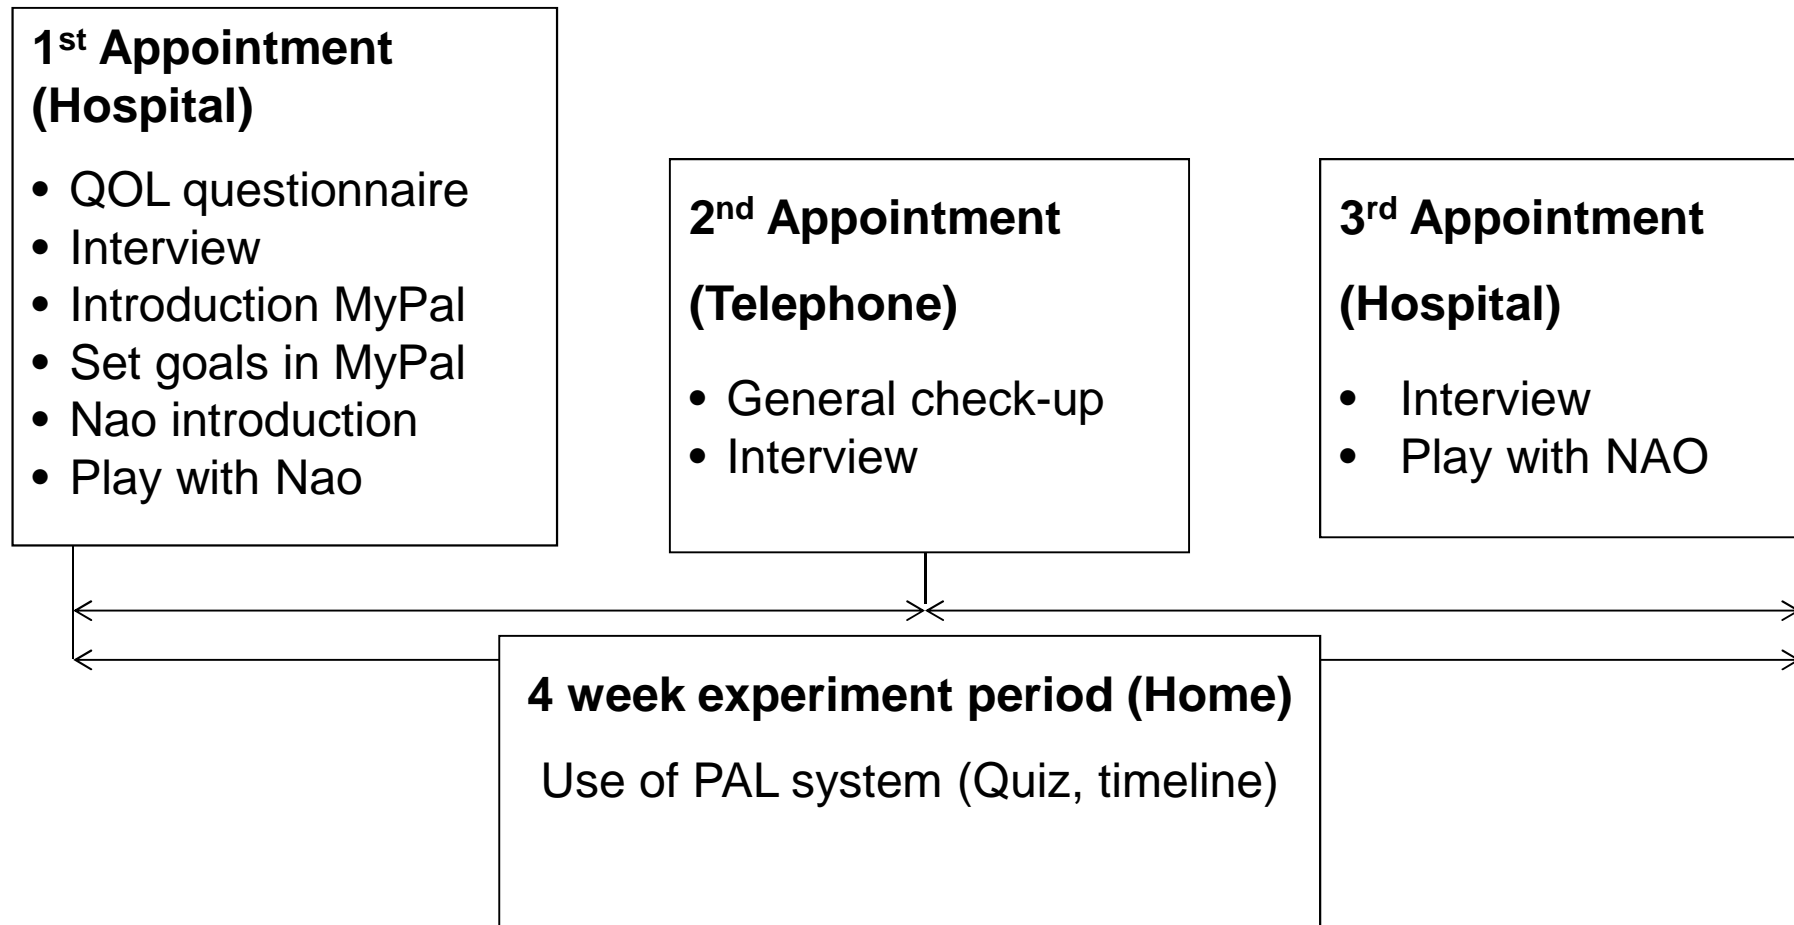 1st Appointment
(Hospital)
• QOL questionnaire
• Interview
• Introduction MyPal
• Set goals in MyPal
• Nao introduction
• Play with Nao
2nd Appointment
(Telephone)
• General check-up
• Interview
3rd Appointment
(Hospital)
• Interview
• Play with NAO
4 week experiment period (Home)
Use of PAL system (Quiz, timeline)